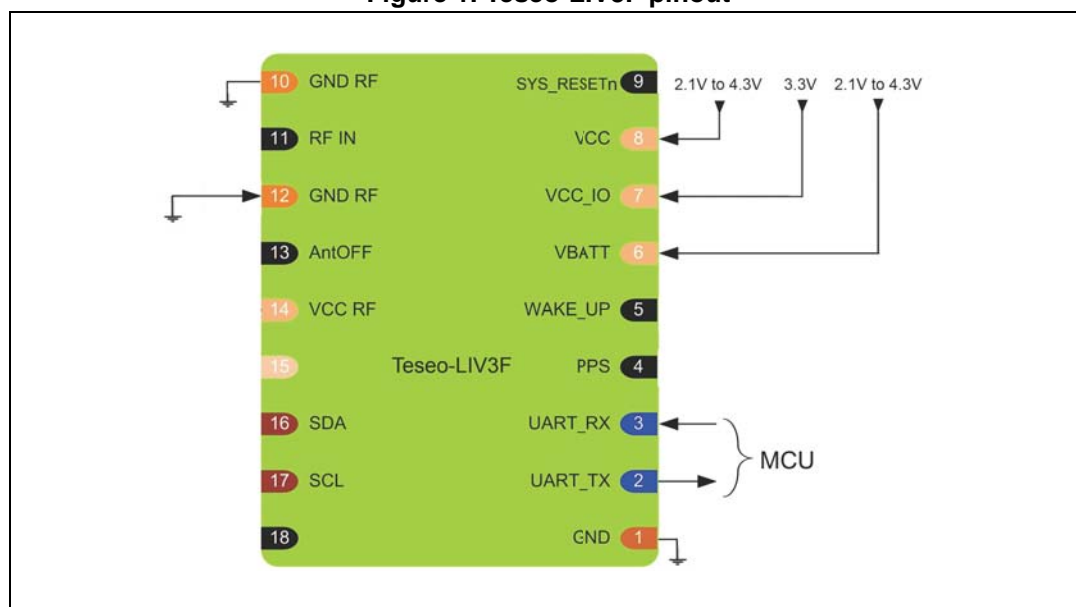 Figure 1. Teseo-LIV3F pinout
10 GND RF
SYS_RESETn 9
2.1V to 4.3V
3.3V
2.1V to 4.3V
11 RF IN
VCC 8
12 GND RF
VCC_IO 7
13 AntOFF
VBATT 6
14 VCC RF
WAKE_UP 5
15
Teseo-LIV3F
PPS 4
16 SDA
UART_RX 3
MCU
17 SCL
UART_TX 2
18
GND 1